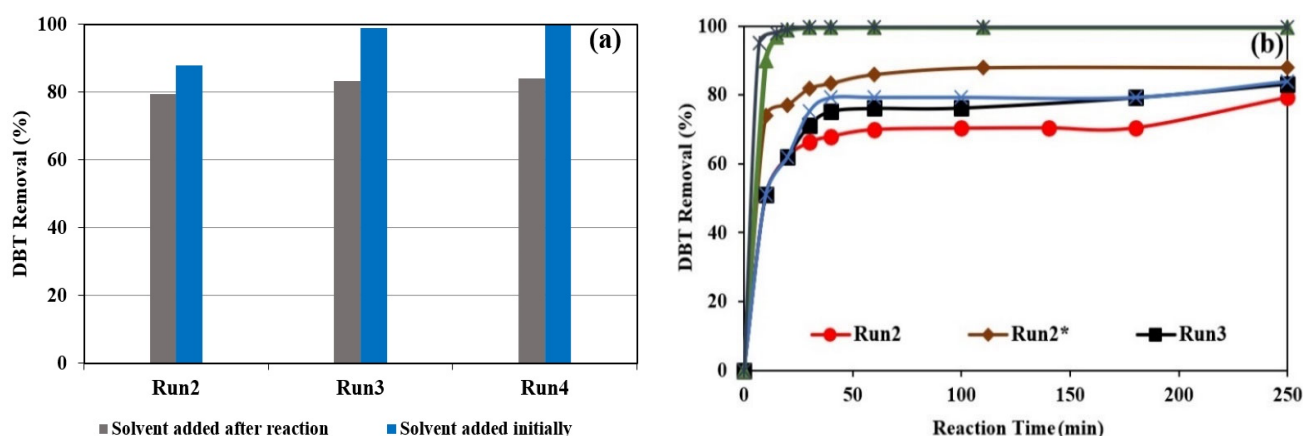 (a)
DBT Removal (%)
100
80
60
40
20
0
Run2 Run3 Run4
Solvent added after reaction Solvent added initially
(b)
DBT Removal (%)
100
80
60
40
20
0
Run2 Run2* Run3
0 50 100 150 200 250
Reaction Time (min)